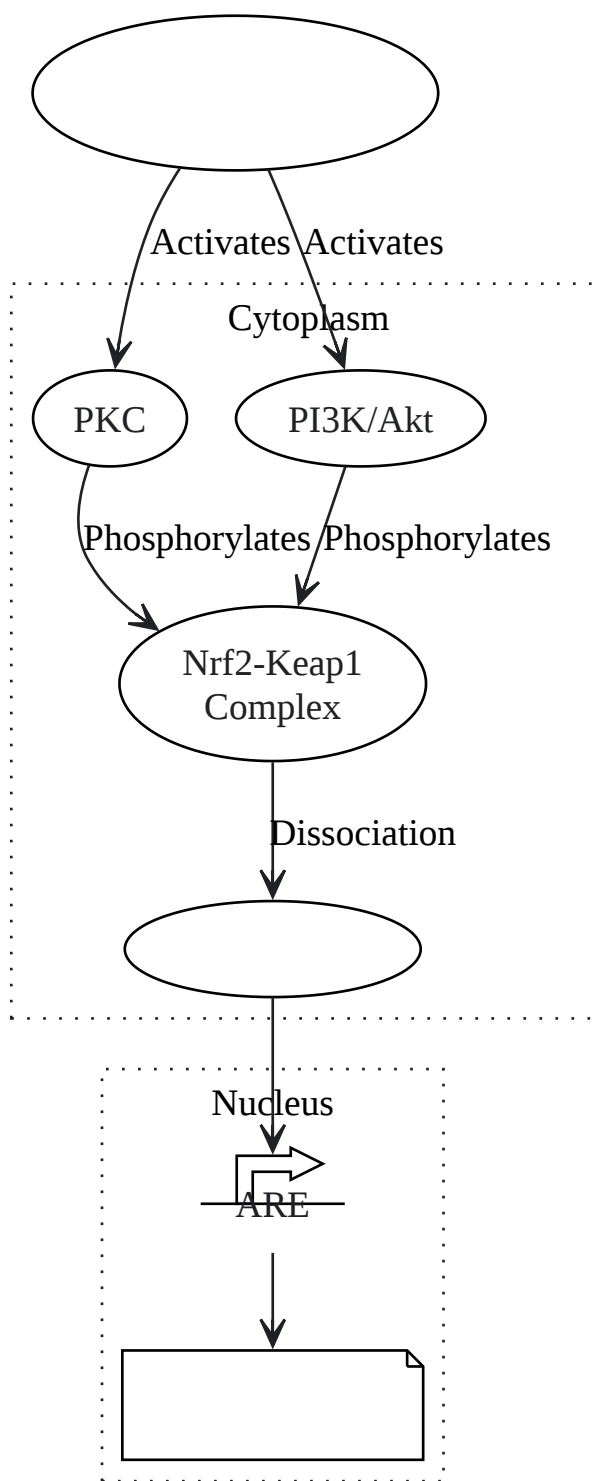 Activates
Activates
Cytoplasm
PKC
PI3K/Akt
Phosphorylates
Phosphorylates
Nrf2-Keap1
Complex
Dissociation
Nucleus
ARE